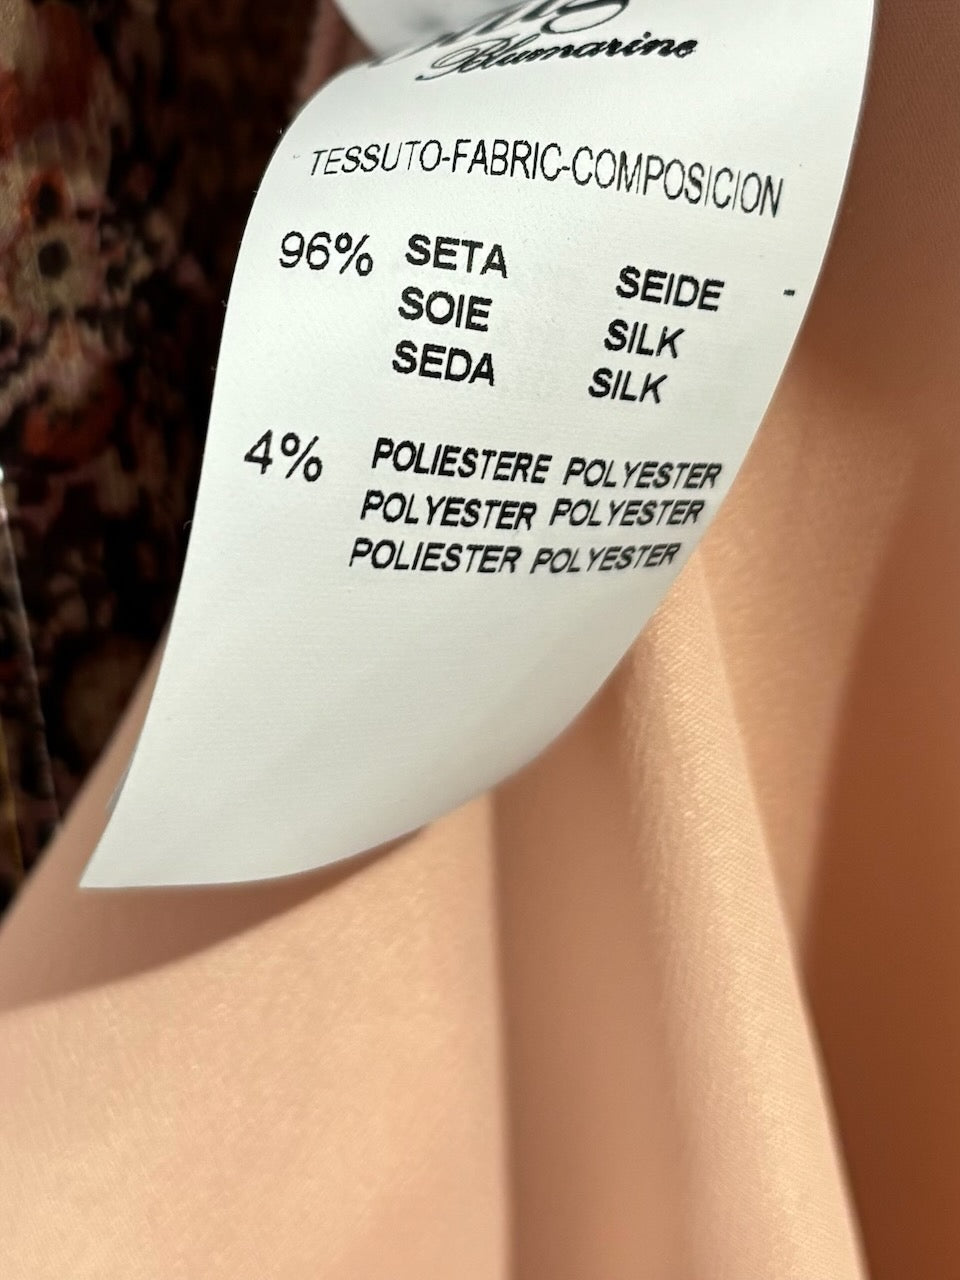 Blumarine
TESSUTO-FABRIC-COMPOSICION
96% SETA SEIDE -
SOIE SILK
SEDA SILK
4% POLIESTERE POLYESTER
POLYESTER POLYESTER
POLIESTER POLYESTER